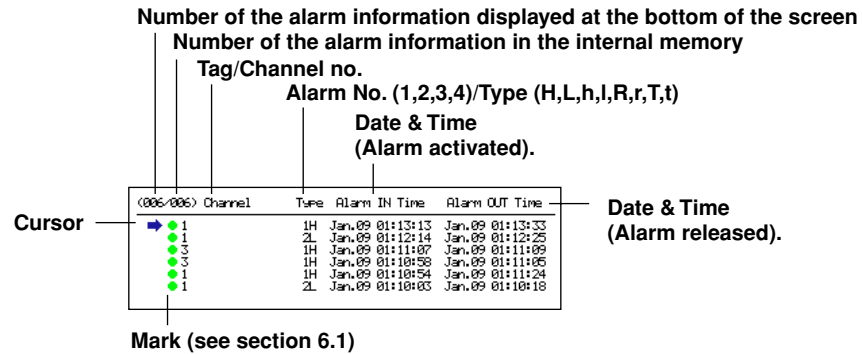 Number of the alarm information displayed at the bottom of the screen
Number of the alarm information in the internal memory
Tag/Channel no.
Alarm No. (1,2,3,4)/Type (H,L,h,l,R,r,T,t)
Date & Time
(Alarm activated).
(006/006) Channel Type Alarm IN Time Alarm OUT Time
Date & Time
(Alarm released).
Cursor
1 1H Jan.09 01:13:13 Jan.09 01:13:33
1 2L Jan.09 01:12:14 Jan.09 01:12:25
3 1H Jan.09 01:11:07 Jan.09 01:11:09
3 1H Jan.09 01:10:58 Jan.09 01:11:05
1 1H Jan.09 01:10:54 Jan.09 01:11:24
1 2L Jan.09 01:10:03 Jan.09 01:10:18
Mark (see section 6.1)